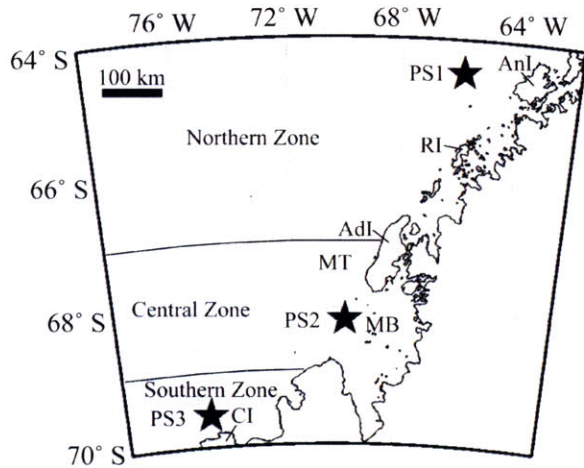 76° W
72° W
68° W
64° W
64° S
100 km
PS1
AnI
Northern Zone
RI
66° S
AdI
MT
Central Zone
PS2
MB
68° S
Southern Zone
PS3
CI
70° S